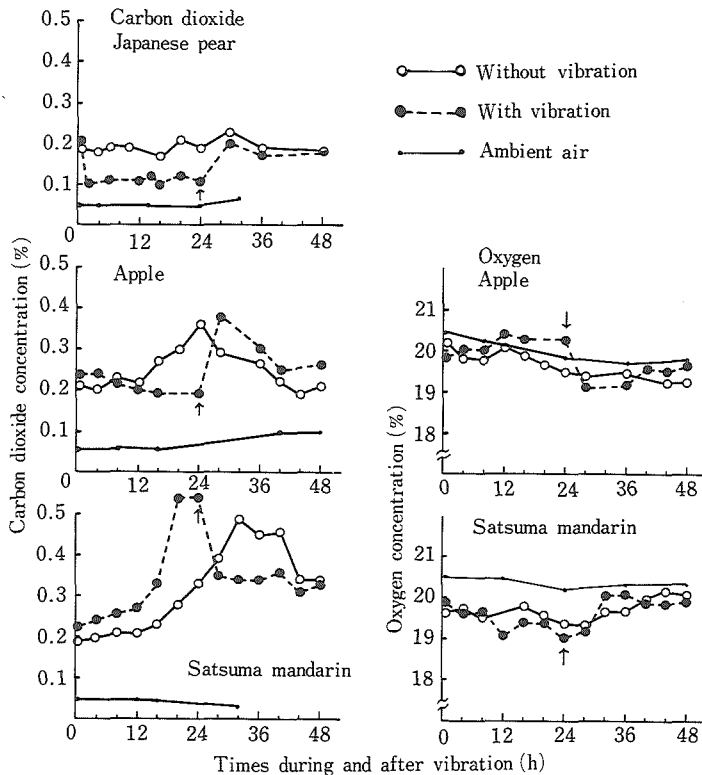 Carbon dioxide
Japanese pear
0.5
0.4
0.3
0.2
0.1
0 12 24 36 48
↑
Without vibration
With vibration
Ambient air
Apple
0.5
0.4
0.3
0.2
0.1
0 12 24 36 48
↑
Oxygen
Apple
21
20
19
18
0 12 24 36 48
↓
0.5
0.4
0.3
0.2
0.1
Satsuma mandarin
0 12 24 36 48
↑
Satsuma mandarin
21
20
19
18
0 12 24 36 48
↑
Carbon dioxide concentration (%)
Oxygen concentration (%)
Times during and after vibration (h)